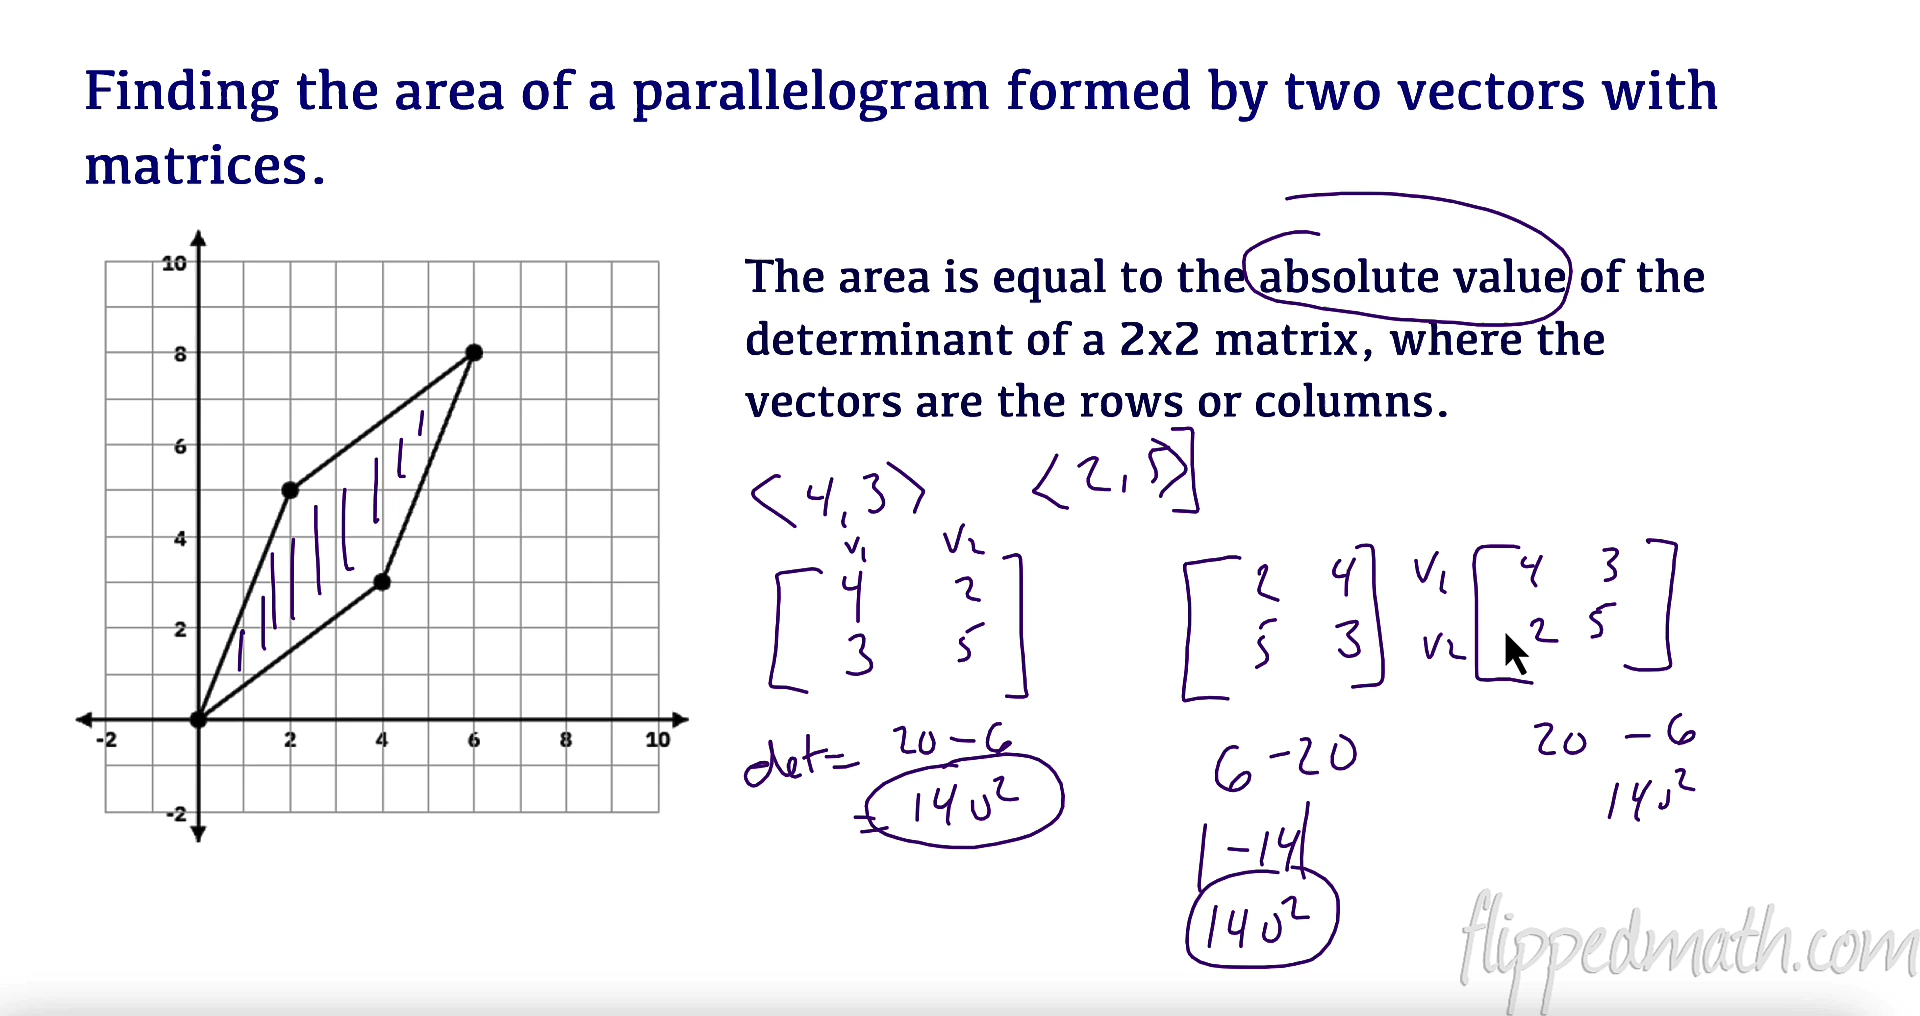 Finding the area of a parallelogram formed by two vectors with
matrices.
The area is equal to the absolute value of the
determinant of a 2x2 matrix, where the
vectors are the rows or columns.
10
8
6
4
2
-2
-2 2 4 6 8 10
<4,3> <2,5>]
v1 v2
[4 2]
[3 5]
det= 20-6
= 14u²
[2 4]
[5 3]
6-20
|-14|
14u²
v1 [4 3]
v2 [2 5]
20 - 6
14u²
flippedmath.com